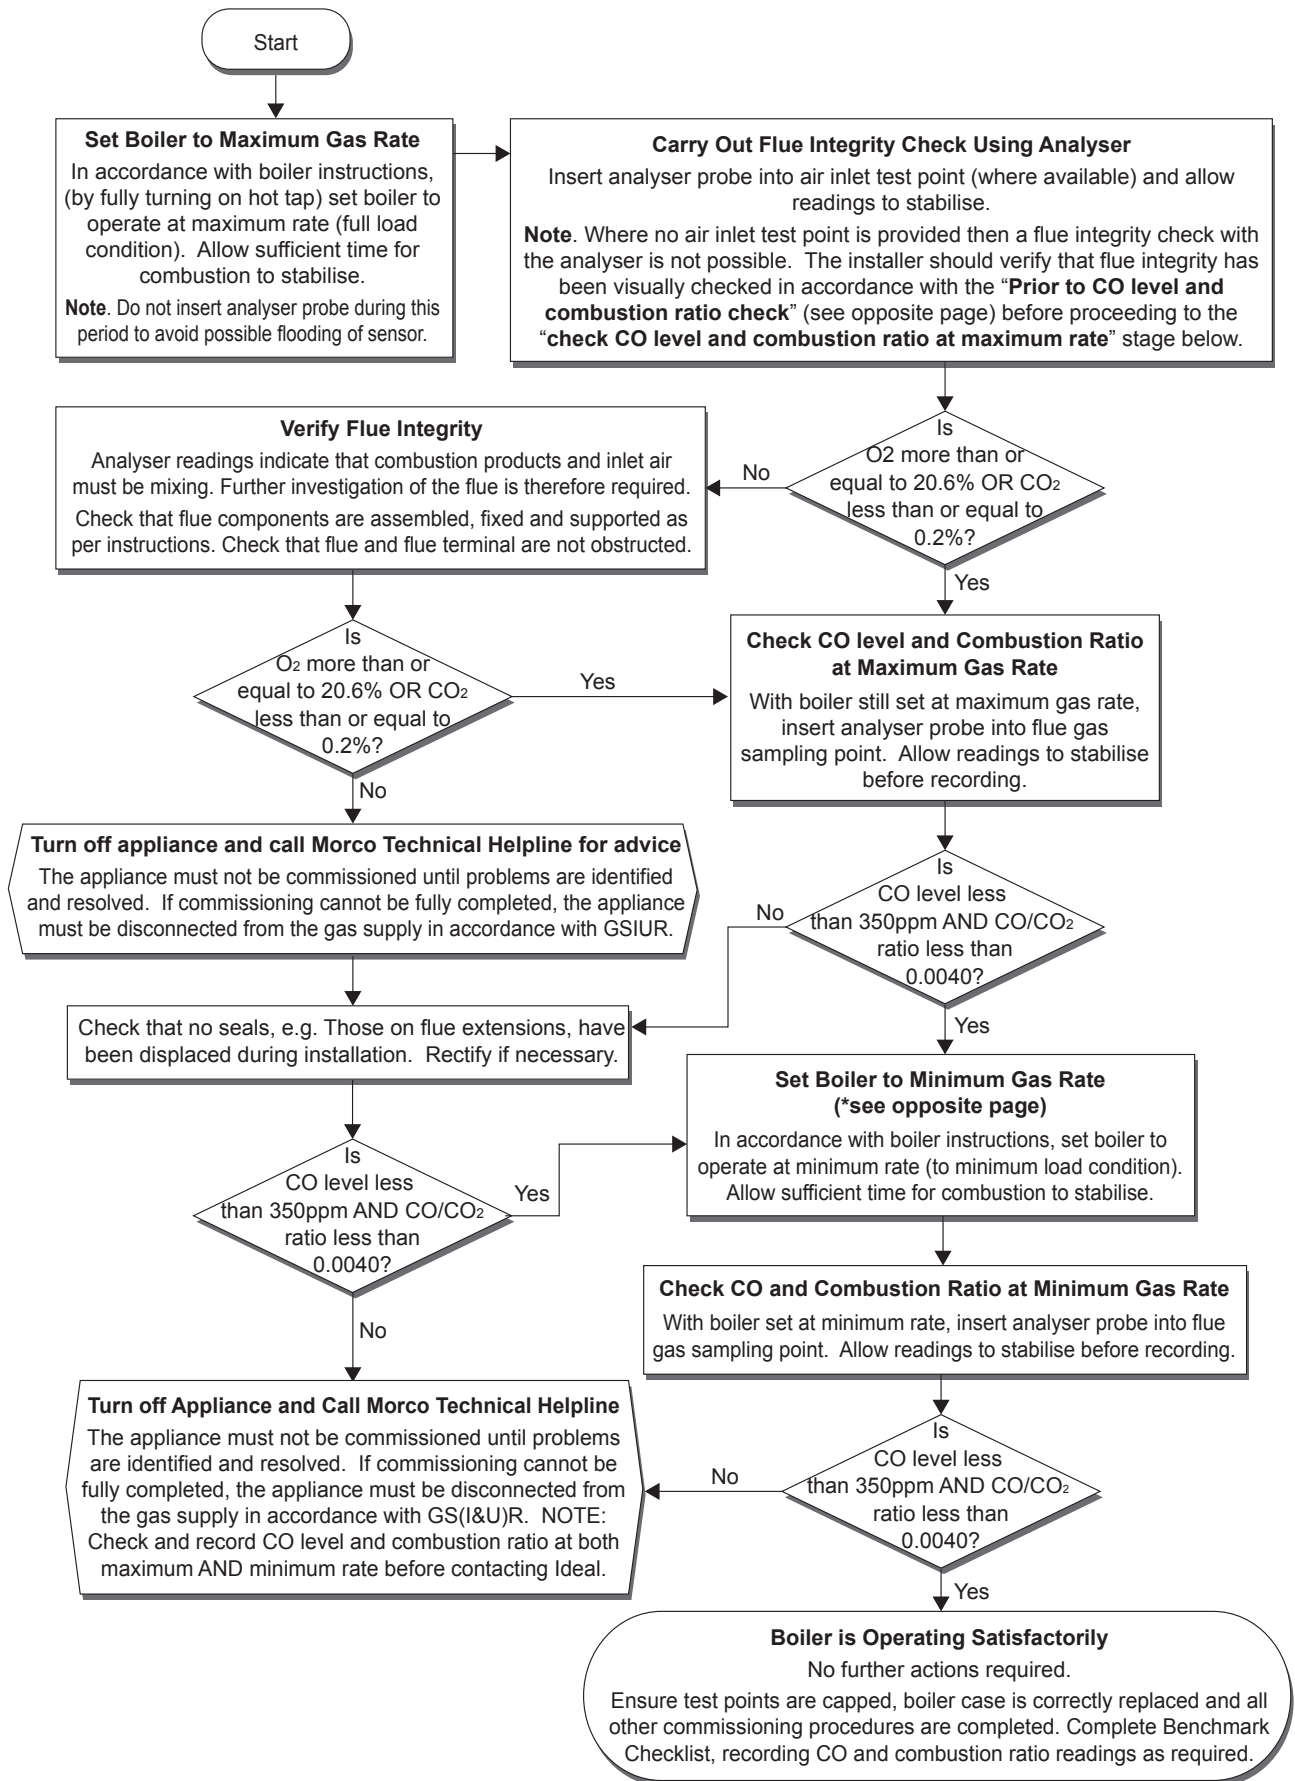 Start
Set Boiler to Maximum Gas Rate
In accordance with boiler instructions,
(by fully turning on hot tap) set boiler to
operate at maximum rate (full load
condition). Allow sufficient time for
combustion to stabilise.
Note. Do not insert analyser probe during this
period to avoid possible flooding of sensor.
Carry Out Flue Integrity Check Using Analyser
Insert analyser probe into air inlet test point (where available) and allow
readings to stabilise.
Note. Where no air inlet test point is provided then a flue integrity check with
the analyser is not possible. The installer should verify that flue integrity has
been visually checked in accordance with the “Prior to CO level and
combustion ratio check” (see opposite page) before proceeding to the
“check CO level and combustion ratio at maximum rate” stage below.
Is
O2 more than or
equal to 20.6% OR CO2
less than or equal to
0.2%?
No
Yes
Verify Flue Integrity
Analyser readings indicate that combustion products and inlet air
must be mixing. Further investigation of the flue is therefore required.
Check that flue components are assembled, fixed and supported as
per instructions. Check that flue and flue terminal are not obstructed.
Is
O2 more than or
equal to 20.6% OR CO2
less than or equal to
0.2%?
Yes
No
Check CO level and Combustion Ratio
at Maximum Gas Rate
With boiler still set at maximum gas rate,
insert analyser probe into flue gas
sampling point. Allow readings to stabilise
before recording.
Turn off appliance and call Morco Technical Helpline for advice
The appliance must not be commissioned until problems are identified
and resolved. If commissioning cannot be fully completed, the appliance
must be disconnected from the gas supply in accordance with GSIUR.
Is
CO level less
than 350ppm AND CO/CO2
ratio less than
0.0040?
No
Yes
Check that no seals, e.g. Those on flue extensions, have
been displaced during installation. Rectify if necessary.
Set Boiler to Minimum Gas Rate
(*see opposite page)
In accordance with boiler instructions, set boiler to
operate at minimum rate (to minimum load condition).
Allow sufficient time for combustion to stabilise.
Is
CO level less
than 350ppm AND CO/CO2
ratio less than
0.0040?
Yes
No
Check CO and Combustion Ratio at Minimum Gas Rate
With boiler set at minimum rate, insert analyser probe into flue
gas sampling point. Allow readings to stabilise before recording.
Turn off Appliance and Call Morco Technical Helpline
The appliance must not be commissioned until problems
are identified and resolved. If commissioning cannot be
fully completed, the appliance must be disconnected from
the gas supply in accordance with GS(I&U)R. NOTE:
Check and record CO level and combustion ratio at both
maximum AND minimum rate before contacting Ideal.
Is
CO level less
than 350ppm AND CO/CO2
ratio less than
0.0040?
No
Yes
Boiler is Operating Satisfactorily
No further actions required.
Ensure test points are capped, boiler case is correctly replaced and all
other commissioning procedures are completed. Complete Benchmark
Checklist, recording CO and combustion ratio readings as required.